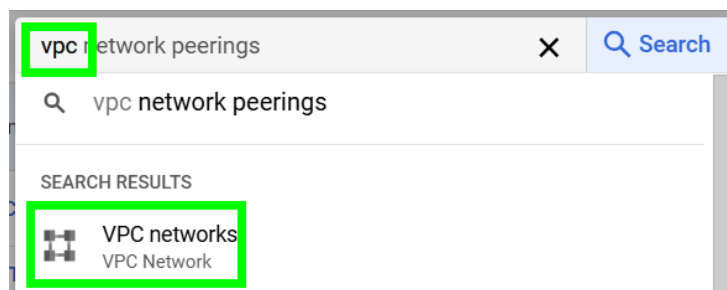 vpc network peerings
Search
vpc network peerings
SEARCH RESULTS
VPC networks
VPC Network